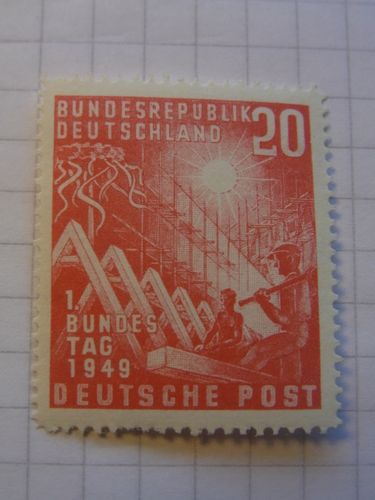 BUNDESREPUBLIK
DEUTSCHLAND
20
1.
BUNDES
TAG
1949
DEUTSCHE POST